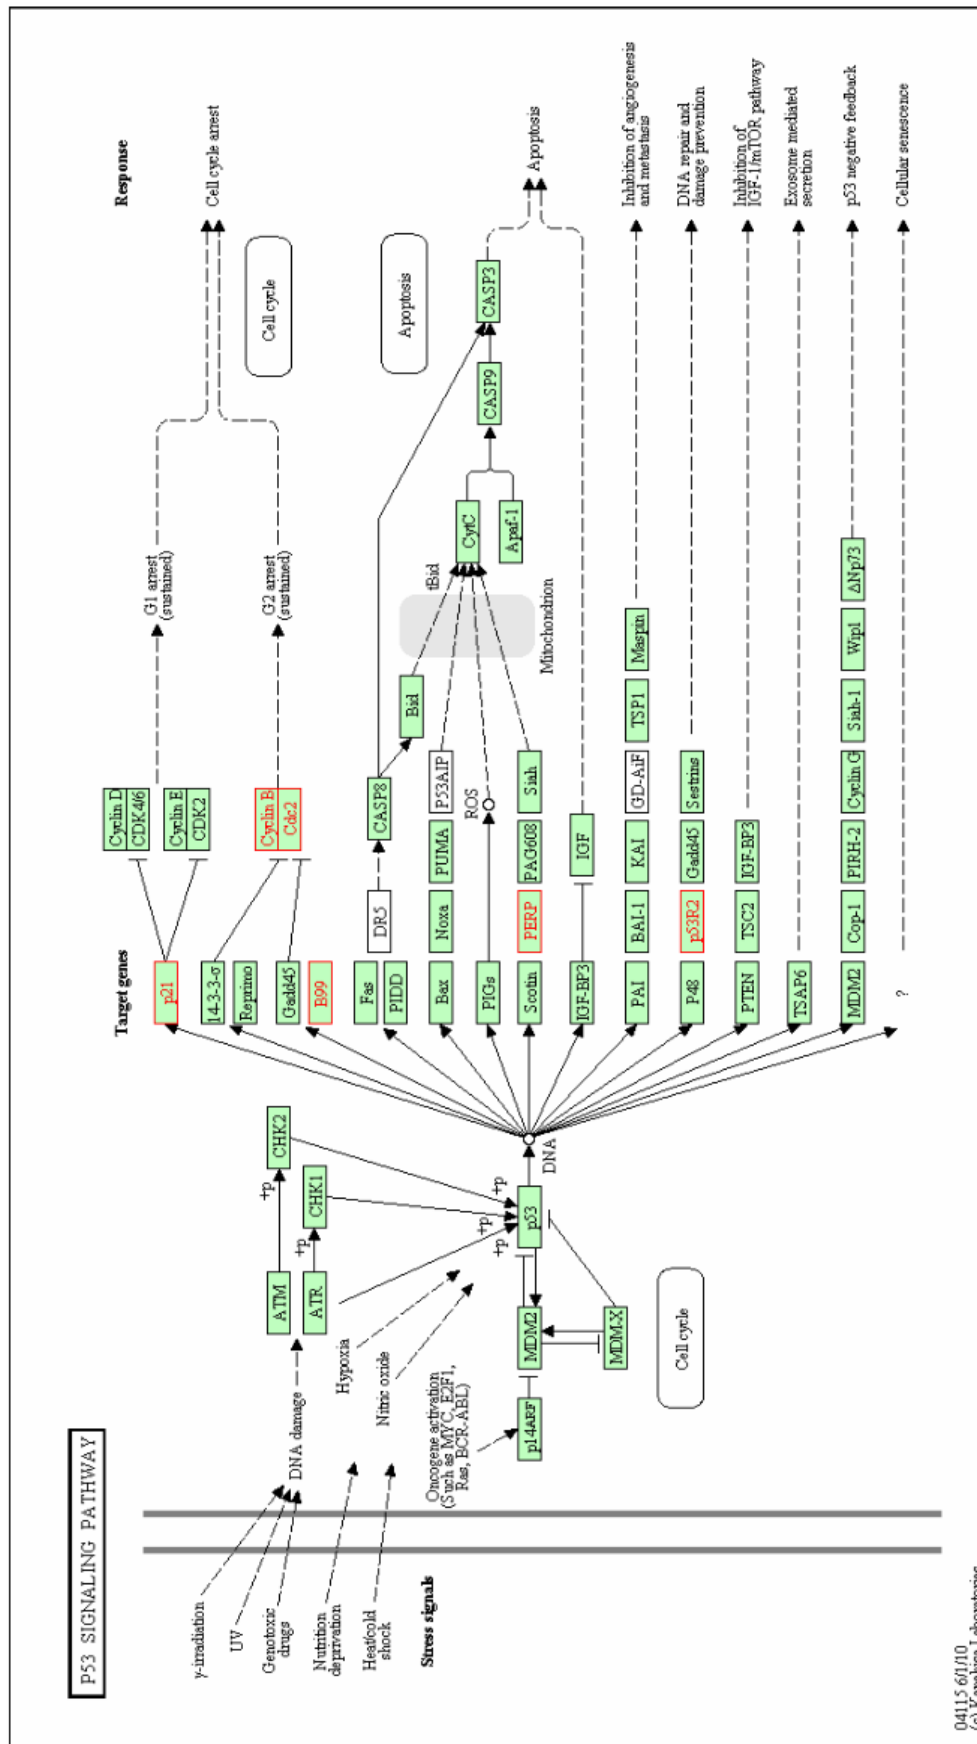 P53 SIGNALING PATHWAY
Stress signals
Target genes
Response
γ-irradiation
UV
Genotoxic
drugs
Nutrition
deprivation
Heat/cold
shock
DNA damage
Hypoxia
Nitric oxide
Oncogene activation
(Such as MYC, E2F1,
Ras, BCR-ABL)
ATM
+p
CHK2
ATR
+p
CHK1
+p
+p
+p
p14ARF
MDM2
p53
MDM-X
Cell cycle
DNA
p21
Cyclin D
CDK4/6
Cyclin E
CDK2
G1 arrest
(sustained)
Cell cycle arrest
14-3-3-σ
Reprimo
Gadd45
B99
Cyclin B
Cdc2
G2 arrest
(sustained)
Cell cycle
Fas
PIDD
DR5
CASP8
Bid
tBid
Apoptosis
Bax
Noxa
PUMA
P53AIP
Mitochondrion
CytC
Apaf-1
CASP9
CASP3
Apoptosis
PIGs
ROS
Scotin
PERP
PAG608
Siah
IGF-BP3
IGF
PAI
BAI-1
KAI
GD-AiF
TSP1
Maspin
Inhibition of angiogenesis
and metastasis
P48
p53R2
Gadd45
Sestrins
DNA repair and
damage prevention
PTEN
TSC2
IGF-BP3
Inhibition of
IGF-1/mTOR pathway
TSAP6
Exosome mediated
secretion
MDM2
Cop-1
PIRH-2
Cyclin G
Siah-1
Wip1
ΔNp73
p53 negative feedback
?
Cellular senescence
04115 6/1/10
(c) Kanehisa Laboratories